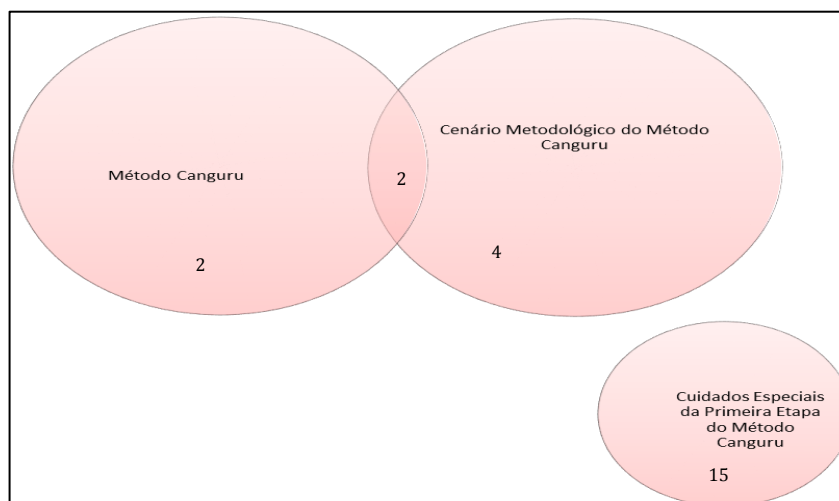 Método Canguru
2
2
Cenário Metodológico do Método
Canguru
4
Cuidados Especiais
da Primeira Etapa
do Método
Canguru
15